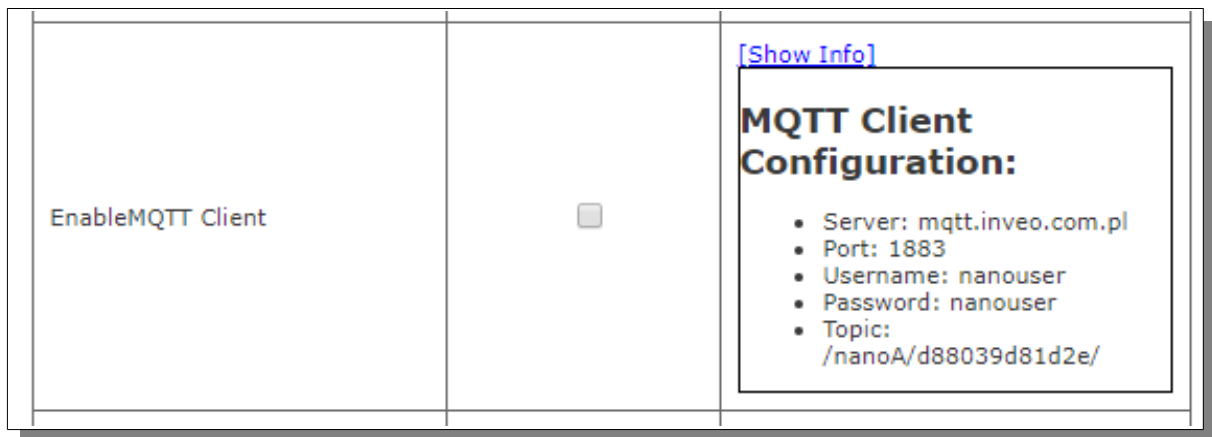 [Show Info]
MQTT Client
Configuration:
EnableMQTT Client
• Server: mqtt.inveo.com.pl
• Port: 1883
• Username: nanouser
• Password: nanouser
• Topic:
/nanoA/d88039d81d2e/